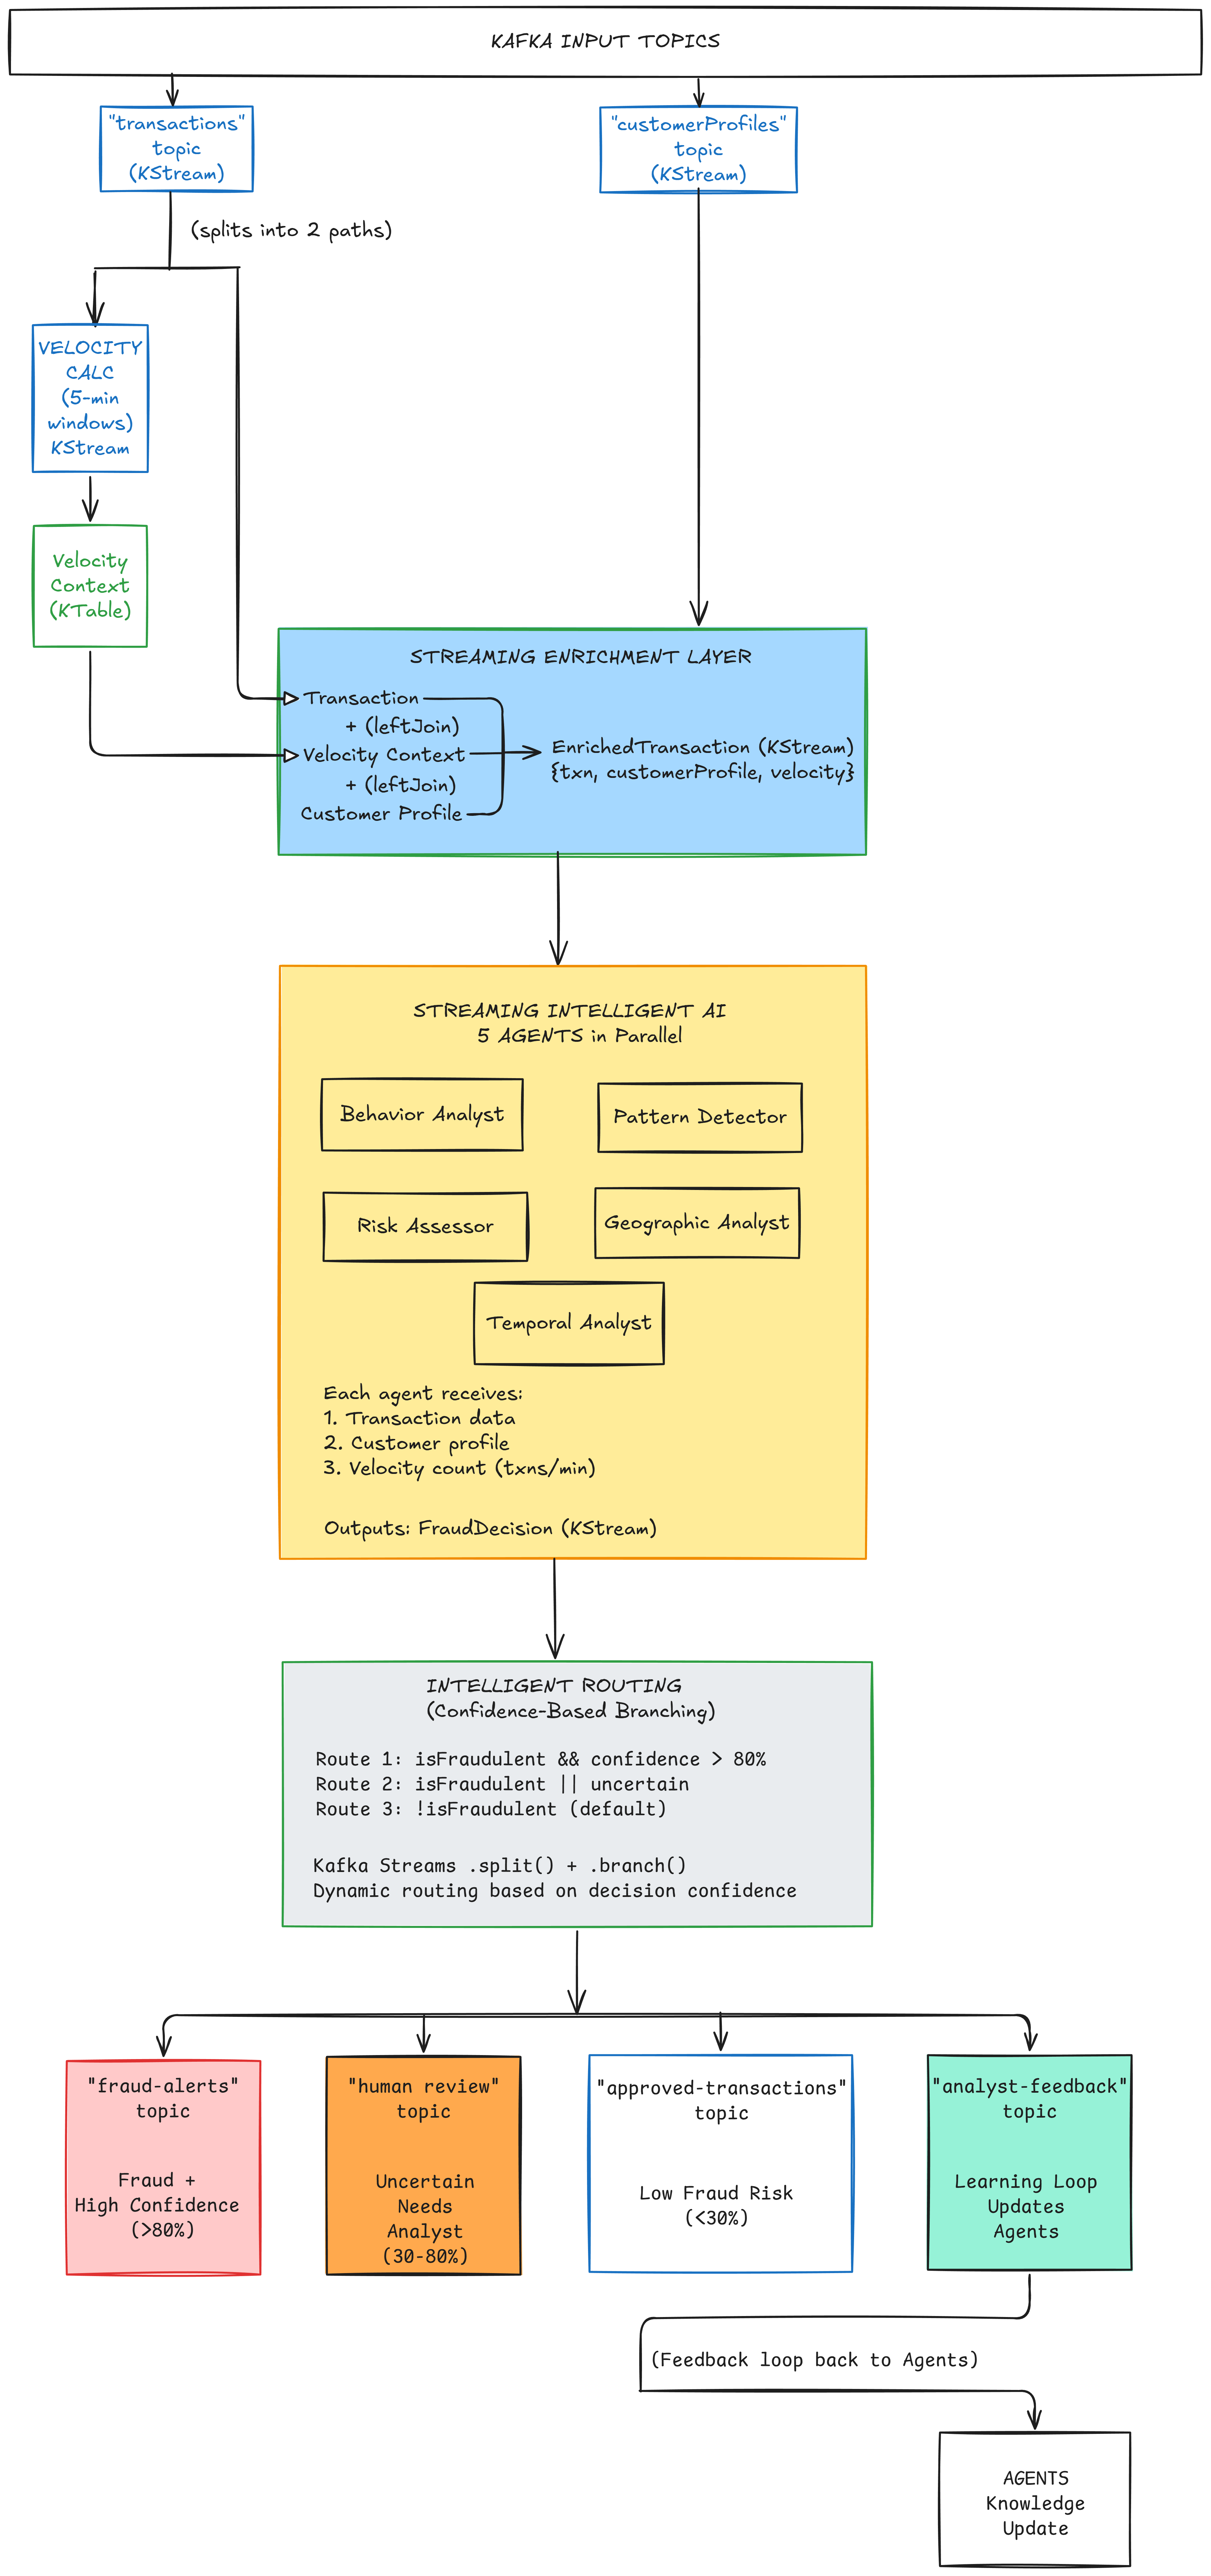 KAFKA INPUT TOPICS
"transactions"
topic
(KStream)
"customerProfiles"
topic
(KStream)
(splits into 2 paths)
VELOCITY
CALC
(5-min
windows)
KStream
Velocity
Context
(KTable)
STREAMING ENRICHMENT LAYER
Transaction
+ (leftJoin)
Velocity Context
+ (leftJoin)
Customer Profile
EnrichedTransaction (KStream)
{txn, customerProfile, velocity}
STREAMING INTELLIGENT AI
5 AGENTS in Parallel
Behavior Analyst
Pattern Detector
Risk Assessor
Geographic Analyst
Temporal Analyst
Each agent receives:
1. Transaction data
2. Customer profile
3. Velocity count (txns/min)
Outputs: FraudDecision (KStream)
INTELLIGENT ROUTING
(Confidence-Based Branching)
Route 1: isFraudulent && confidence > 80%
Route 2: isFraudulent || uncertain
Route 3: !isFraudulent (default)
Kafka Streams .split() + .branch()
Dynamic routing based on decision confidence
"fraud-alerts"
topic
Fraud +
High Confidence
(>80%)
"human review"
topic
Uncertain
Needs
Analyst
(30-80%)
"approved-transactions"
topic
Low Fraud Risk
(<30%)
"analyst-feedback"
topic
Learning Loop
Updates
Agents
(Feedback loop back to Agents)
AGENTS
Knowledge
Update